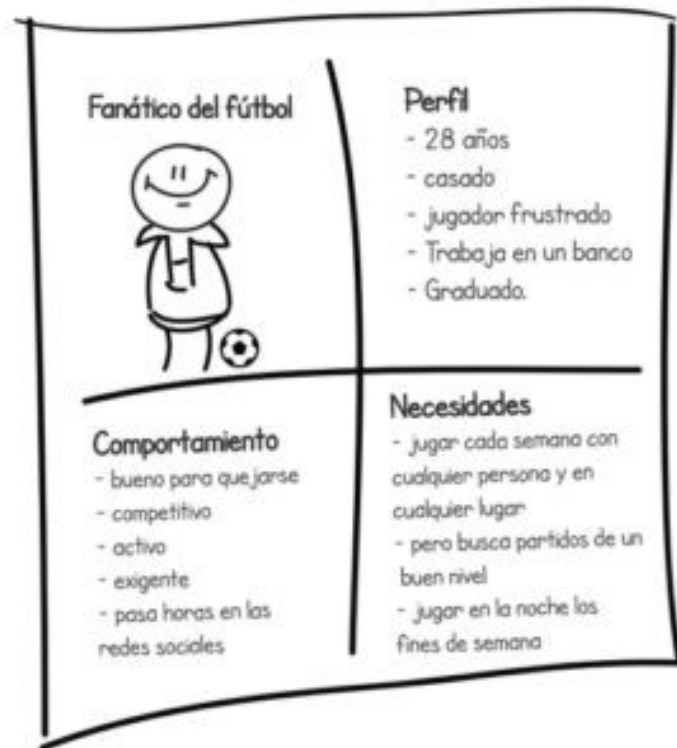 Fanático del fútbol
Perfil
- 28 años
- casado
- jugador frustrado
- Trabaja en un banco
- Graduado.
Comportamiento
- bueno para quejarse
- competitivo
- activo
- exigente
- pasa horas en las
redes sociales
Necesidades
- jugar cada semana con
cualquier persona y en
cualquier lugar
- pero busca partidos de un
buen nivel
- jugar en la noche los
fines de semana